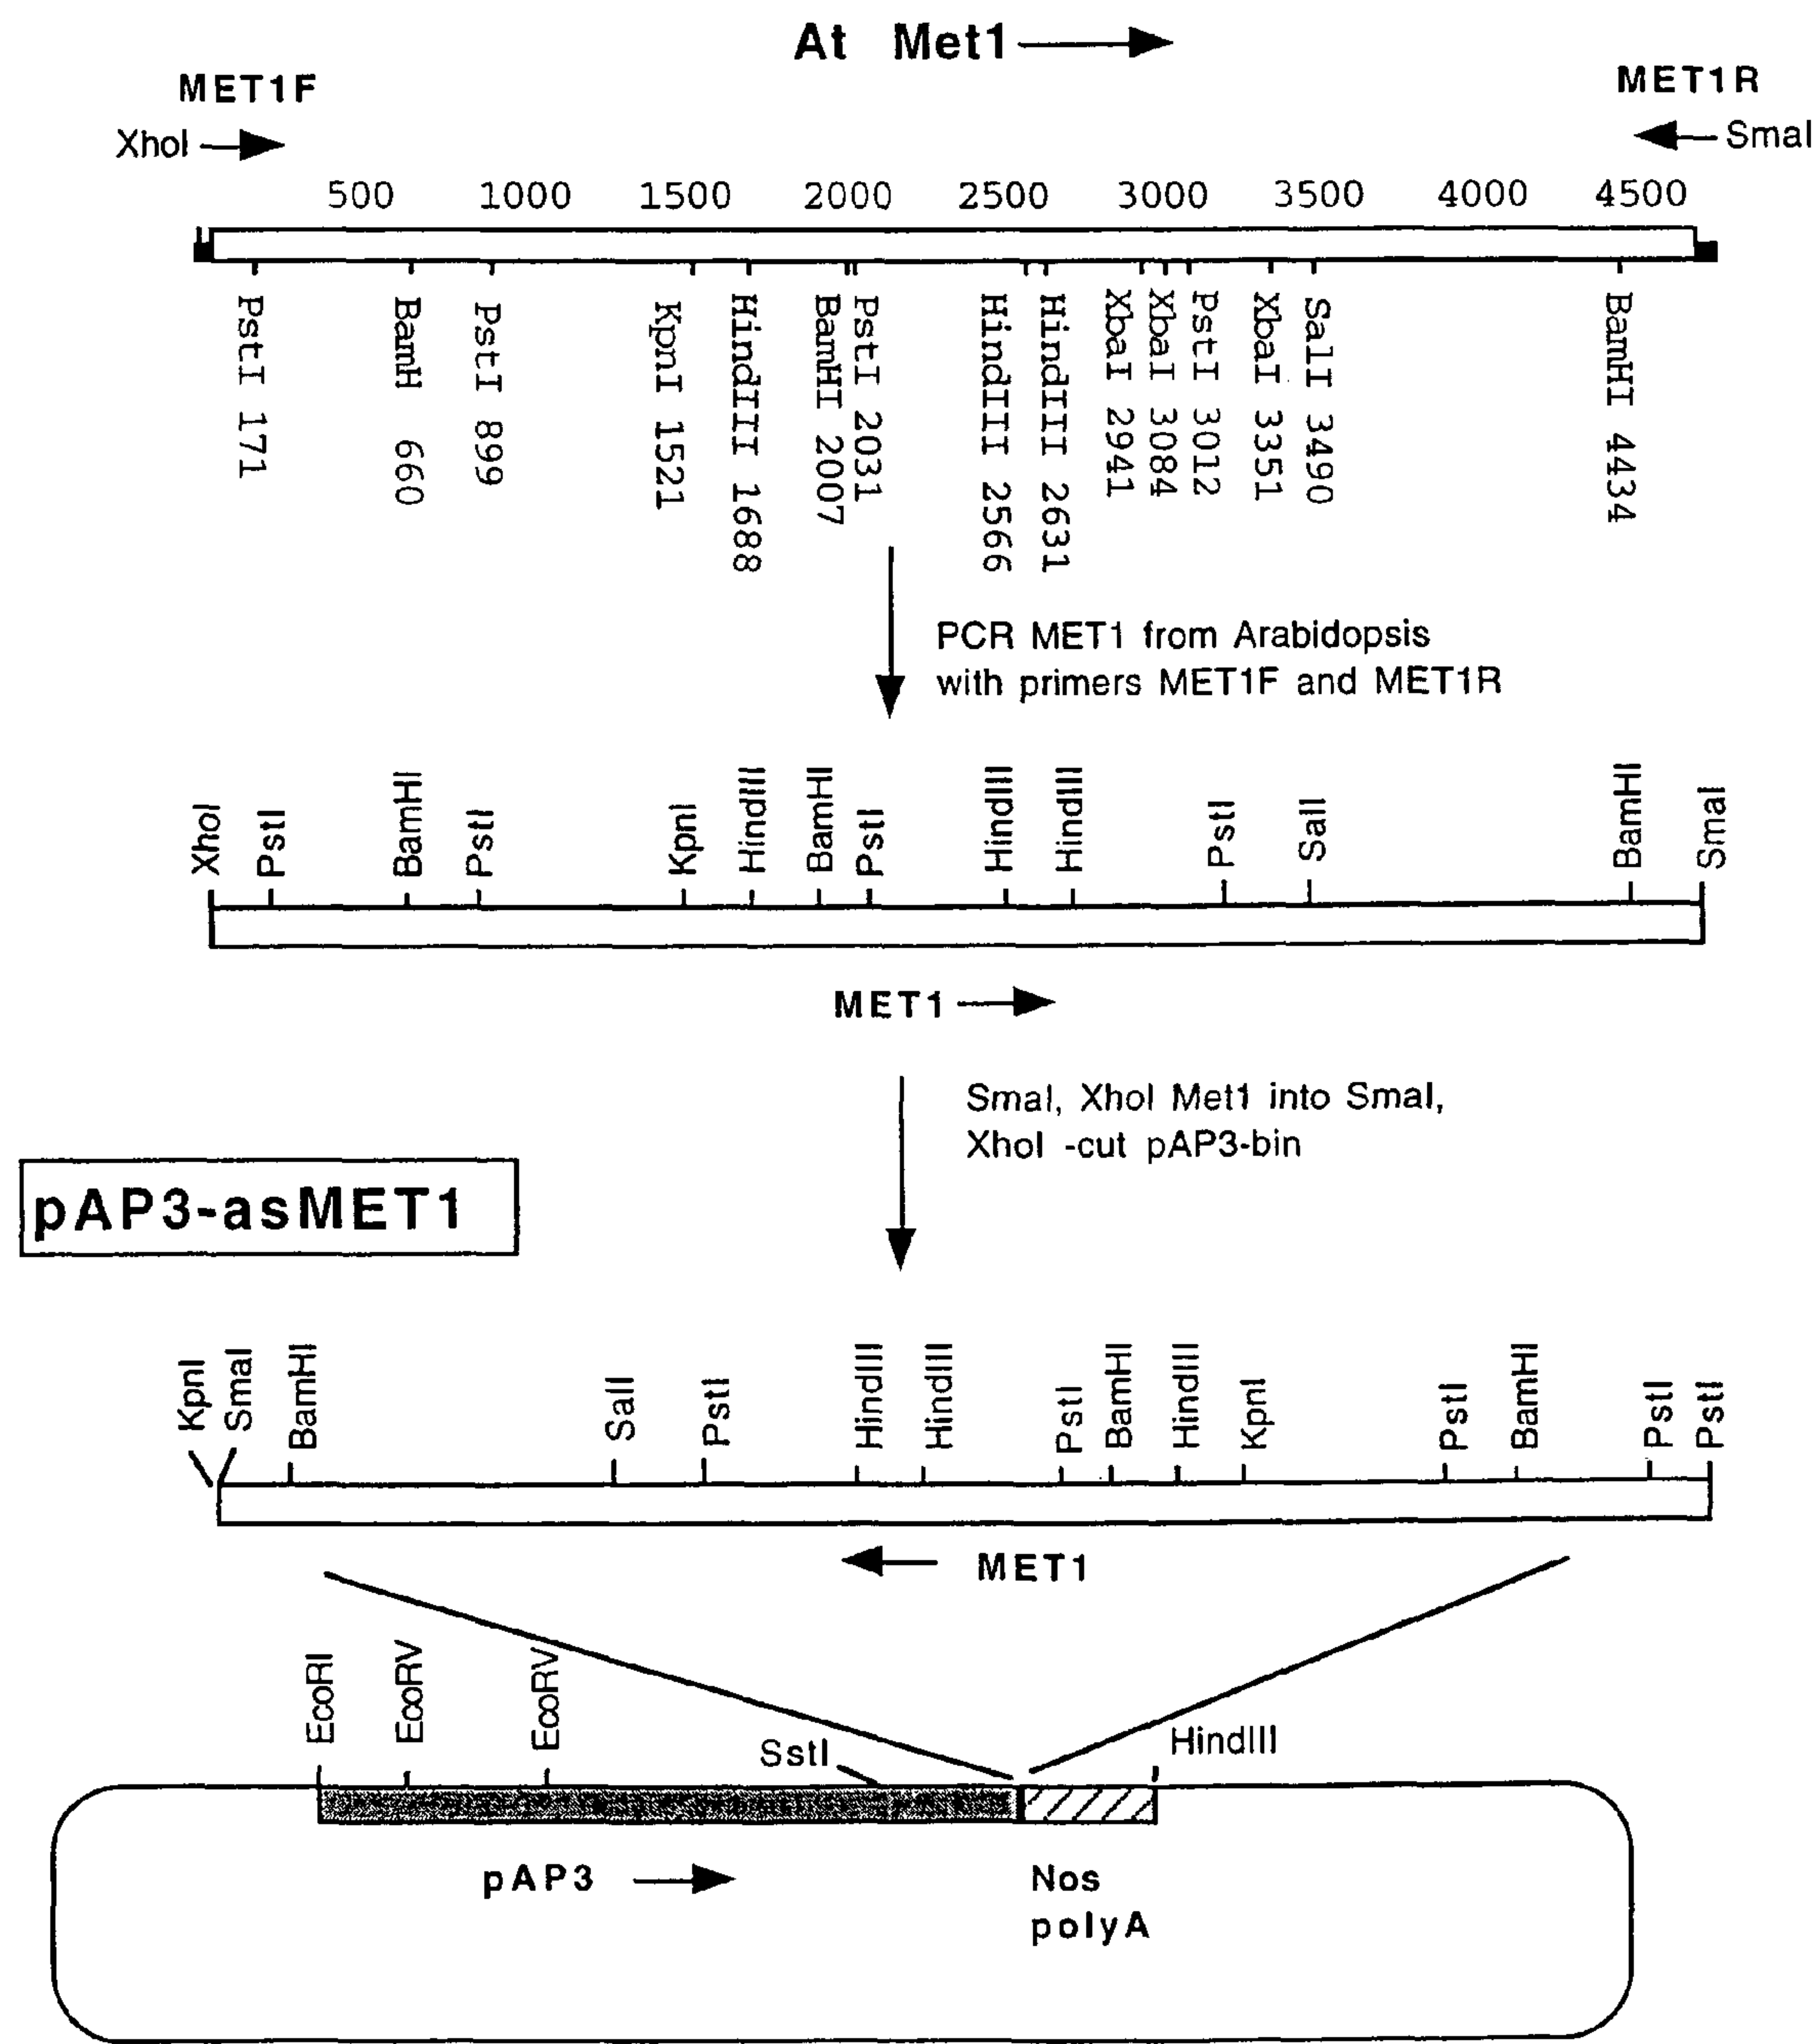 At Met1
MET1F
MET1R
XhoI
SmaI
500 1000 1500 2000 2500 3000 3500 4000 4500
PstI 171
BamH 660
PstI 899
KpnI 1521
HindIII 1688
BamHI 2007
PstI 2031
HindIII 2566
HindIII 2631
XbaI 2941
XbaI 3084
PstI 3012
XbaI 3351
SalI 3490
BamHI 4434
PCR MET1 from Arabidopsis
with primers MET1F and MET1R
XhoI
PstI
BamHI
PstI
KpnI
HindIII
BamHI
PstI
HindIII
HindIII
PstI
SalI
BamHI
SmaI
MET1
SmaI, XhoI Met1 into SmaI,
XhoI -cut pAP3-bin
pAP3-asMET1
KpnI
SmaI
BamHI
SalI
PstI
HindIII
HindIII
PstI
BamHI
HindIII
KpnI
PstI
BamHI
PstI
PstI
MET1
EcoRI
EcoRV
EcoRV
SstI
HindIII
pAP3
Nos
polyA